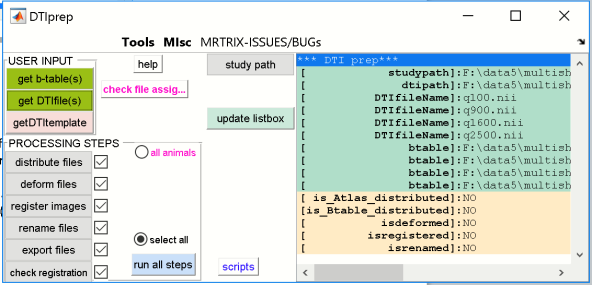 DTIprep
Tools MIsc MRTRIX-ISSUES/BUGs
USER INPUT
get b-table(s)
get DTIfile(s)
getDTItemplate
help
check file assig...
study path
update listbox
PROCESSING STEPS
distribute files
deform files
register images
rename files
export files
check registration
all animals
select all
run all steps
scripts
*** DTI prep***
[ studypath]:F:\data5\multish
[ dtipath]:F:\data5\multish
[ DTIfileName]:q100.nii
[ DTIfileName]:q900.nii
[ DTIfileName]:q1600.nii
[ DTIfileName]:q2500.nii
[ btable]:F:\data5\multish
[ btable]:F:\data5\multish
[ btable]:F:\data5\multish
[ btable]:F:\data5\multish
[ is_Atlas_distributed]:NO
[is_Btable_distributed]:NO
[ isdeformed]:NO
[ isregistered]:NO
[ isrenamed]:NO